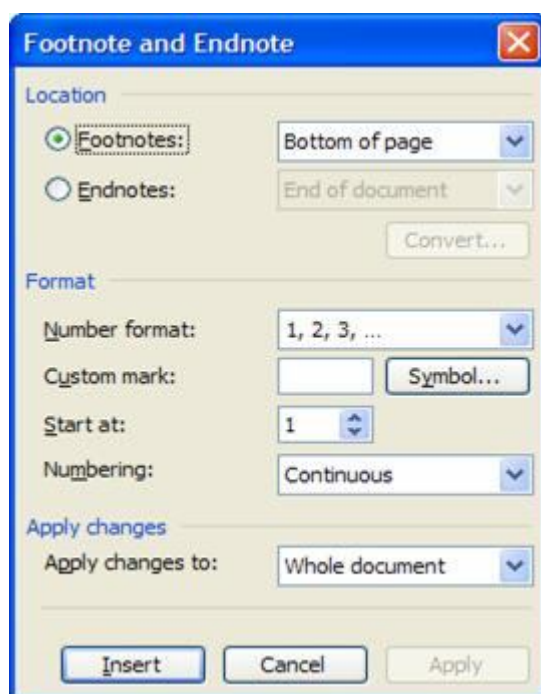 Footnote and Endnote
Location
Footnotes: Bottom of page
Endnotes: End of document
Convert...
Format
Number format: 1, 2, 3, ...
Custom mark: Symbol...
Start at: 1
Numbering: Continuous
Apply changes
Apply changes to: Whole document
Insert Cancel Apply